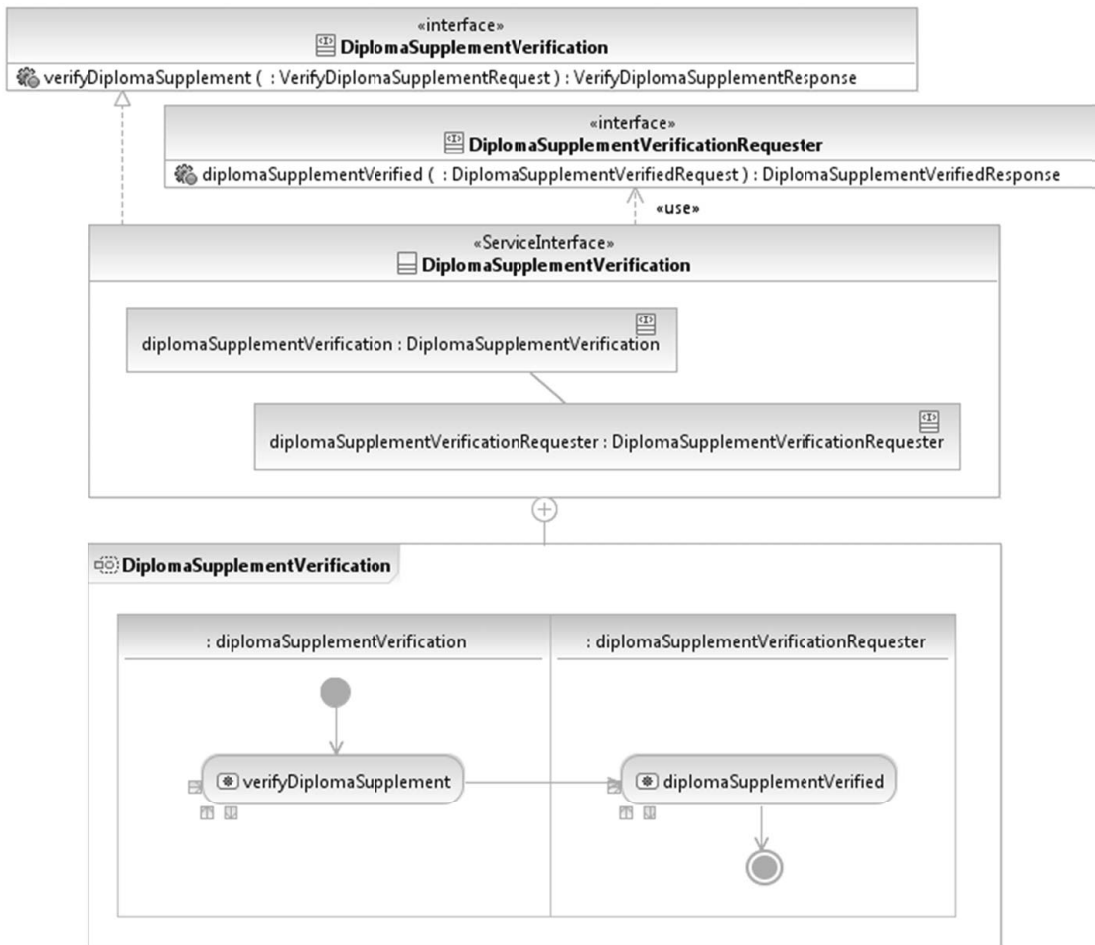 «interface»
DiplomaSupplementVerification
verifyDiplomaSupplement ( : VerifyDiplomaSupplementRequest ) : VerifyDiplomaSupplementResponse
«interface»
DiplomaSupplementVerificationRequester
diplomaSupplementVerified ( : DiplomaSupplementVerifiedRequest ) : DiplomaSupplementVerifiedResponse
«use»
«ServiceInterface»
DiplomaSupplementVerification
diplomaSupplementVerification : DiplomaSupplementVerification
diplomaSupplementVerificationRequester : DiplomaSupplementVerificationRequester
DiplomaSupplementVerification
: diplomaSupplementVerification
: diplomaSupplementVerificationRequester
verifyDiplomaSupplement
diplomaSupplementVerified